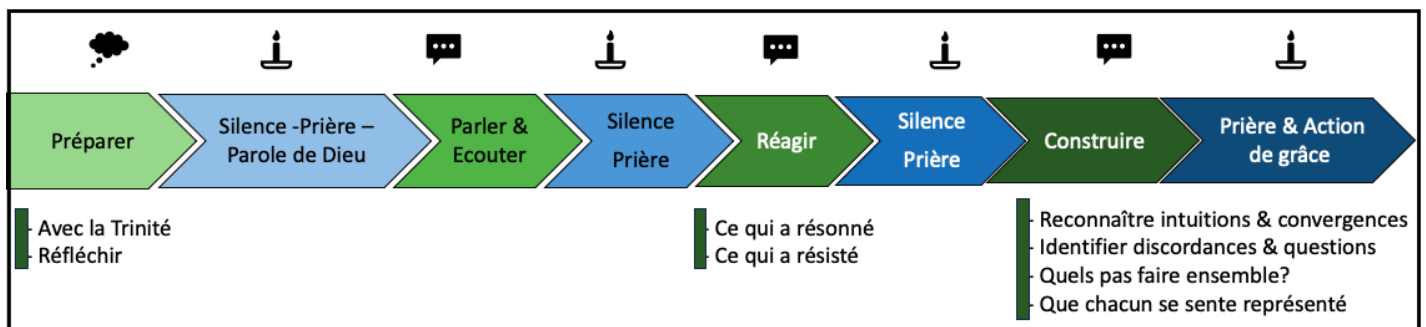 Préparer
Silence -Prière –
Parole de Dieu
Parler &
Ecouter
Silence
Prière
Réagir
Silence
Prière
Construire
Prière & Action
de grâce
- Avec la Trinité
- Réfléchir
- Ce qui a résonné
- Ce qui a résisté
- Reconnaître intuitions & convergences
- Identifier discordances & questions
- Quels pas faire ensemble?
- Que chacun se sente représenté